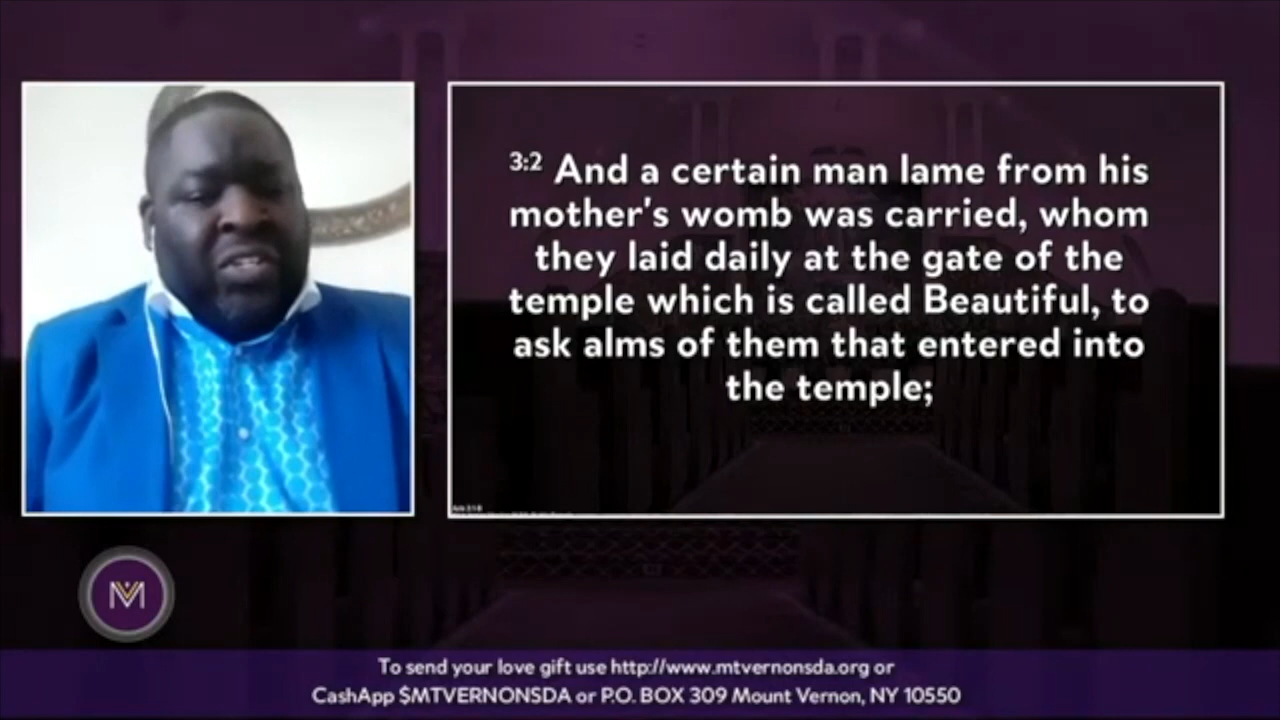 3:2 And a certain man lame from his
mother's womb was carried, whom
they laid daily at the gate of the
temple which is called Beautiful, to
ask alms of them that entered into
the temple;
To send your love gift use http://www.mtvernonsda.org or
CashApp $MTVERNONSDA or P.O. BOX 309 Mount Vernon, NY 10550